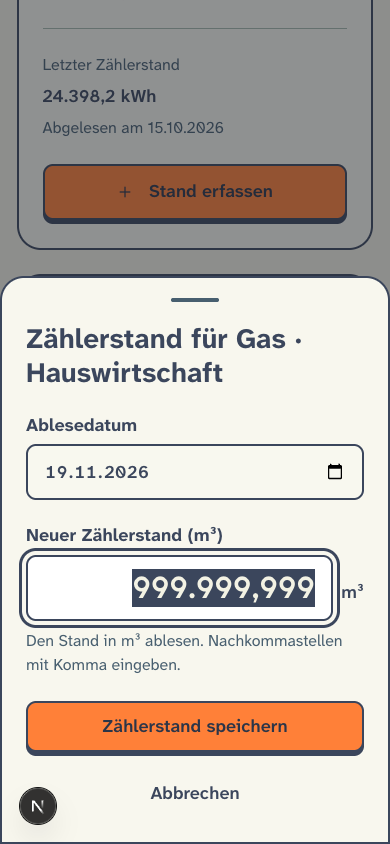 Letzter Zählerstand
24.398,2 kWh
Abgelesen am 15.10.2026
+ Stand erfassen
Zählerstand für Gas ·
Hauswirtschaft
Ablesedatum
19.11.2026
Neuer Zählerstand (m³)
999.999,999 m³
Den Stand in m³ ablesen. Nachkommastellen
mit Komma eingeben.
Zählerstand speichern
Abbrechen
N